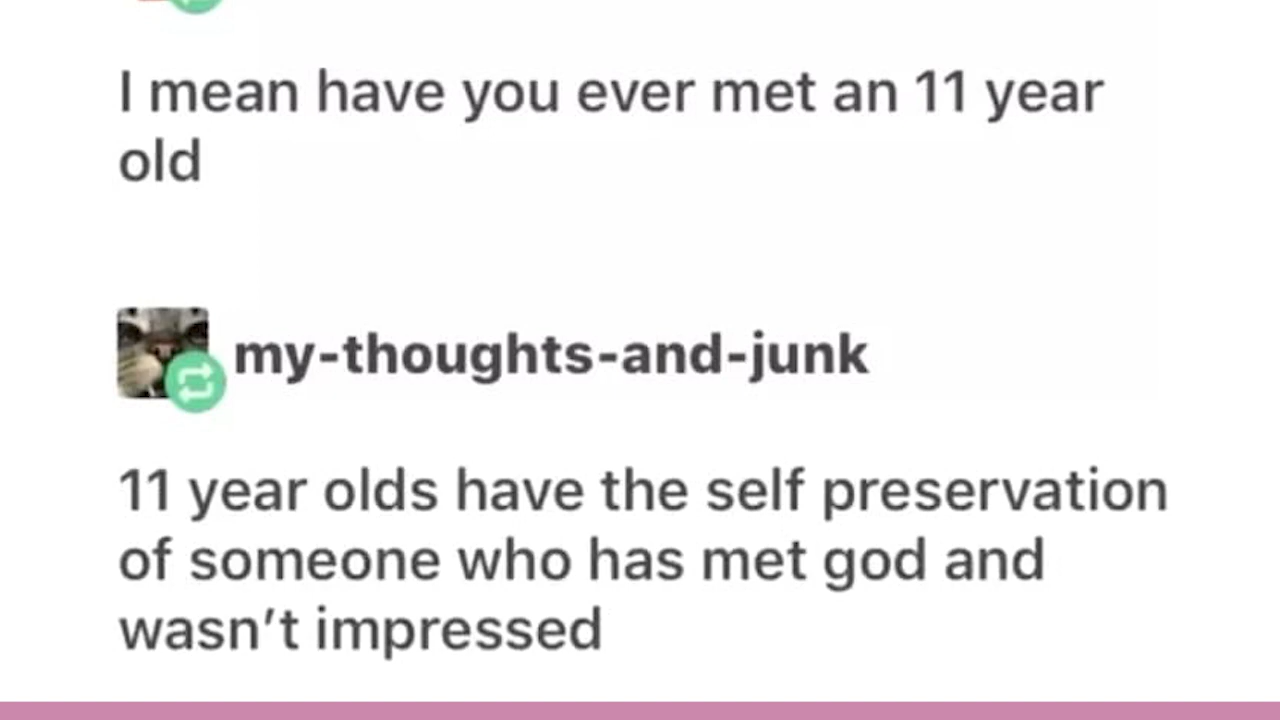 I mean have you ever met an 11 year
old
my-thoughts-and-junk
11 year olds have the self preservation
of someone who has met god and
wasn't impressed